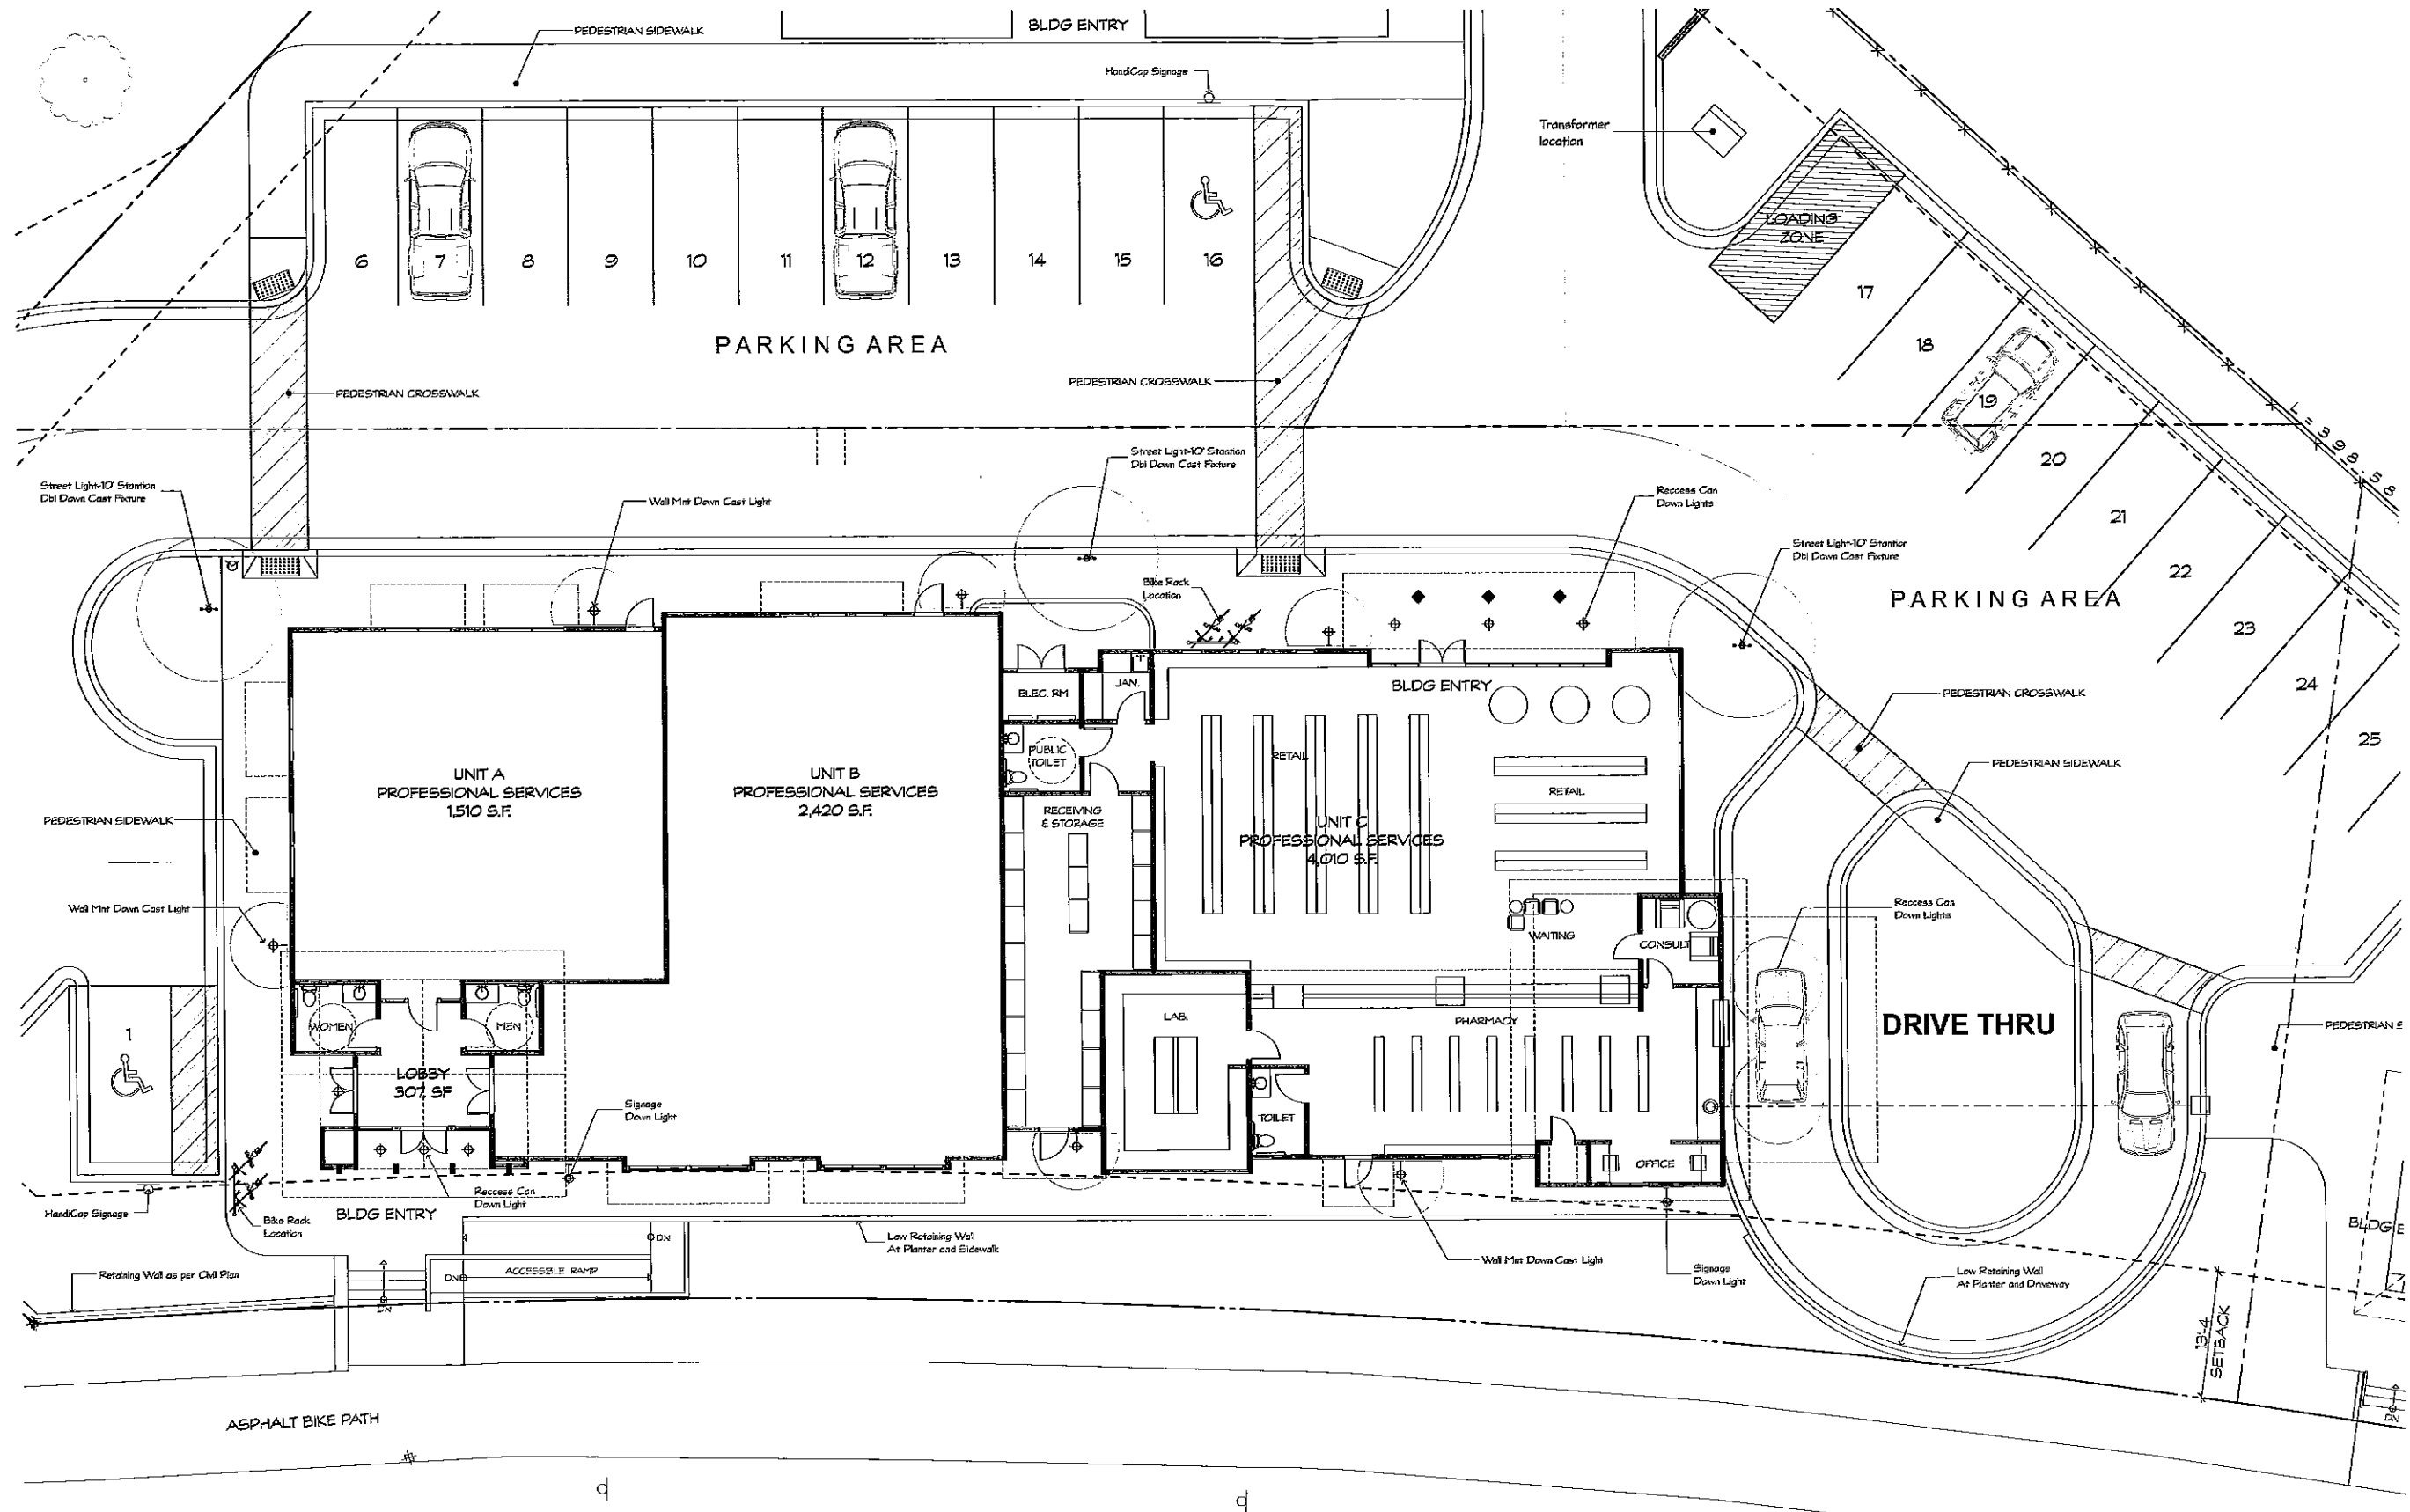 PEDESTRIAN SIDEWALK
BLDG ENTRY
HandiCap Signage
Transformer
location
LOADING
ZONE
6
7
8
9
10
11
12
13
14
15
16
17
18
19
20
21
22
23
24
25
PARKING AREA
PEDESTRIAN CROSSWALK
PEDESTRIAN CROSSWALK
L=398.58
Street Light-10' Stantion
Dbl Down Cast Fixture
Wall Mnt Down Cast Light
Street Light-10' Stantion
Dbl Down Cast Fixture
Reccess Can
Down Lights
Street Light-10' Stantion
Dbl Down Cast Fixture
Bike Rack
Location
PARKING AREA
ELEC. RM
JAN.
BLDG ENTRY
PEDESTRIAN CROSSWALK
PUBLIC
TOILET
RETAIL
PEDESTRIAN SIDEWALK
UNIT A
PROFESSIONAL SERVICES
1,510 S.F.
UNIT B
PROFESSIONAL SERVICES
2,420 S.F.
RETAIL
PEDESTRIAN SIDEWALK
RECEIVING
& STORAGE
UNIT C
PROFESSIONAL SERVICES
4,010 S.F.
Wall Mnt Down Cast Light
Reccess Can
Down Lights
WAITING
CONSULT
1
WOMEN
MEN
LAB.
PHARMACY
DRIVE THRU
PEDESTRIAN S
LOBBY
307 SF
Signage
Down Light
TOILET
OFFICE
HandiCap Signage
Bike Rack
Location
BLDG ENTRY
Reccess Can
Down Light
BLDG E
DN
Low Retaining Wall
At Planter and Sidewalk
Wall Mnt Down Cast Light
Signage
Down Light
Low Retaining Wall
At Planter and Driveway
Retaining Wall as per Civil Plan
DN
ACCESSIBLE RAMP
DN
13'-4
SETBACK
DN
ASPHALT BIKE PATH